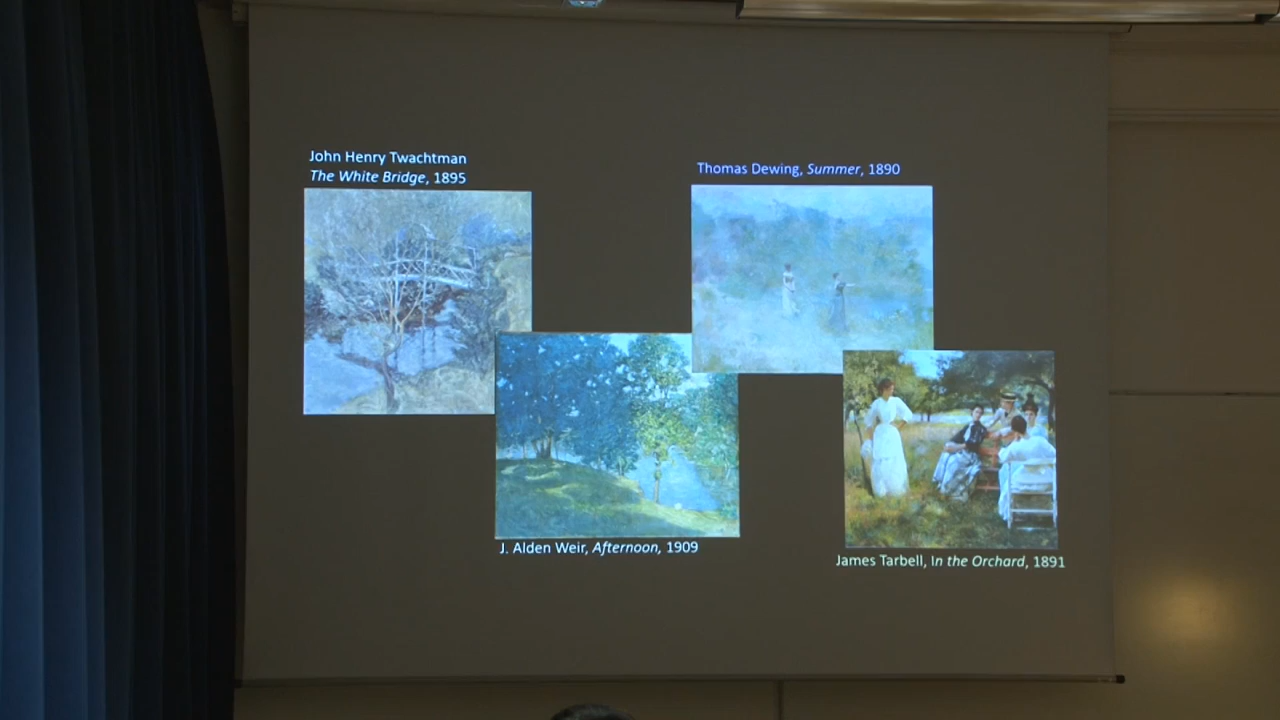 John Henry Twachtman
The White Bridge, 1895
Thomas Dewing, Summer, 1890
J. Alden Weir, Afternoon, 1909
James Tarbell, In the Orchard, 1891